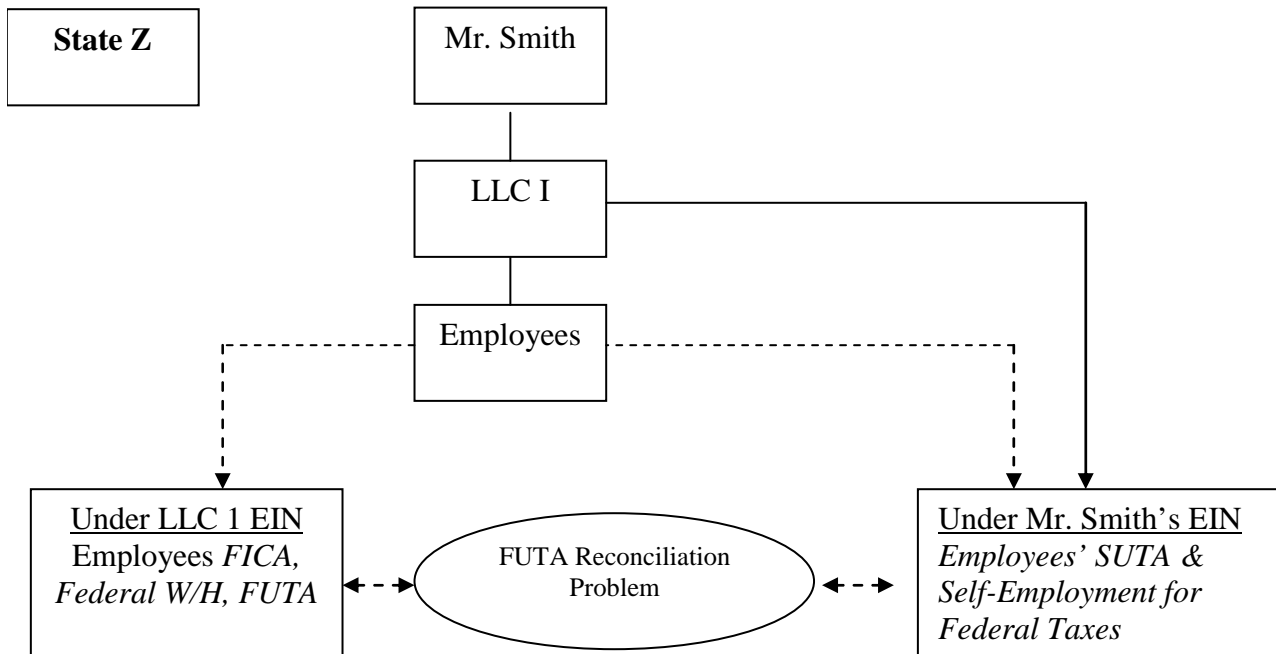 State Z
Mr. Smith
LLC I
Employees
Under LLC 1 EIN
Employees FICA,
Federal W/H, FUTA
FUTA Reconciliation
Problem
Under Mr. Smith’s EIN
Employees’ SUTA &
Self-Employment for
Federal Taxes